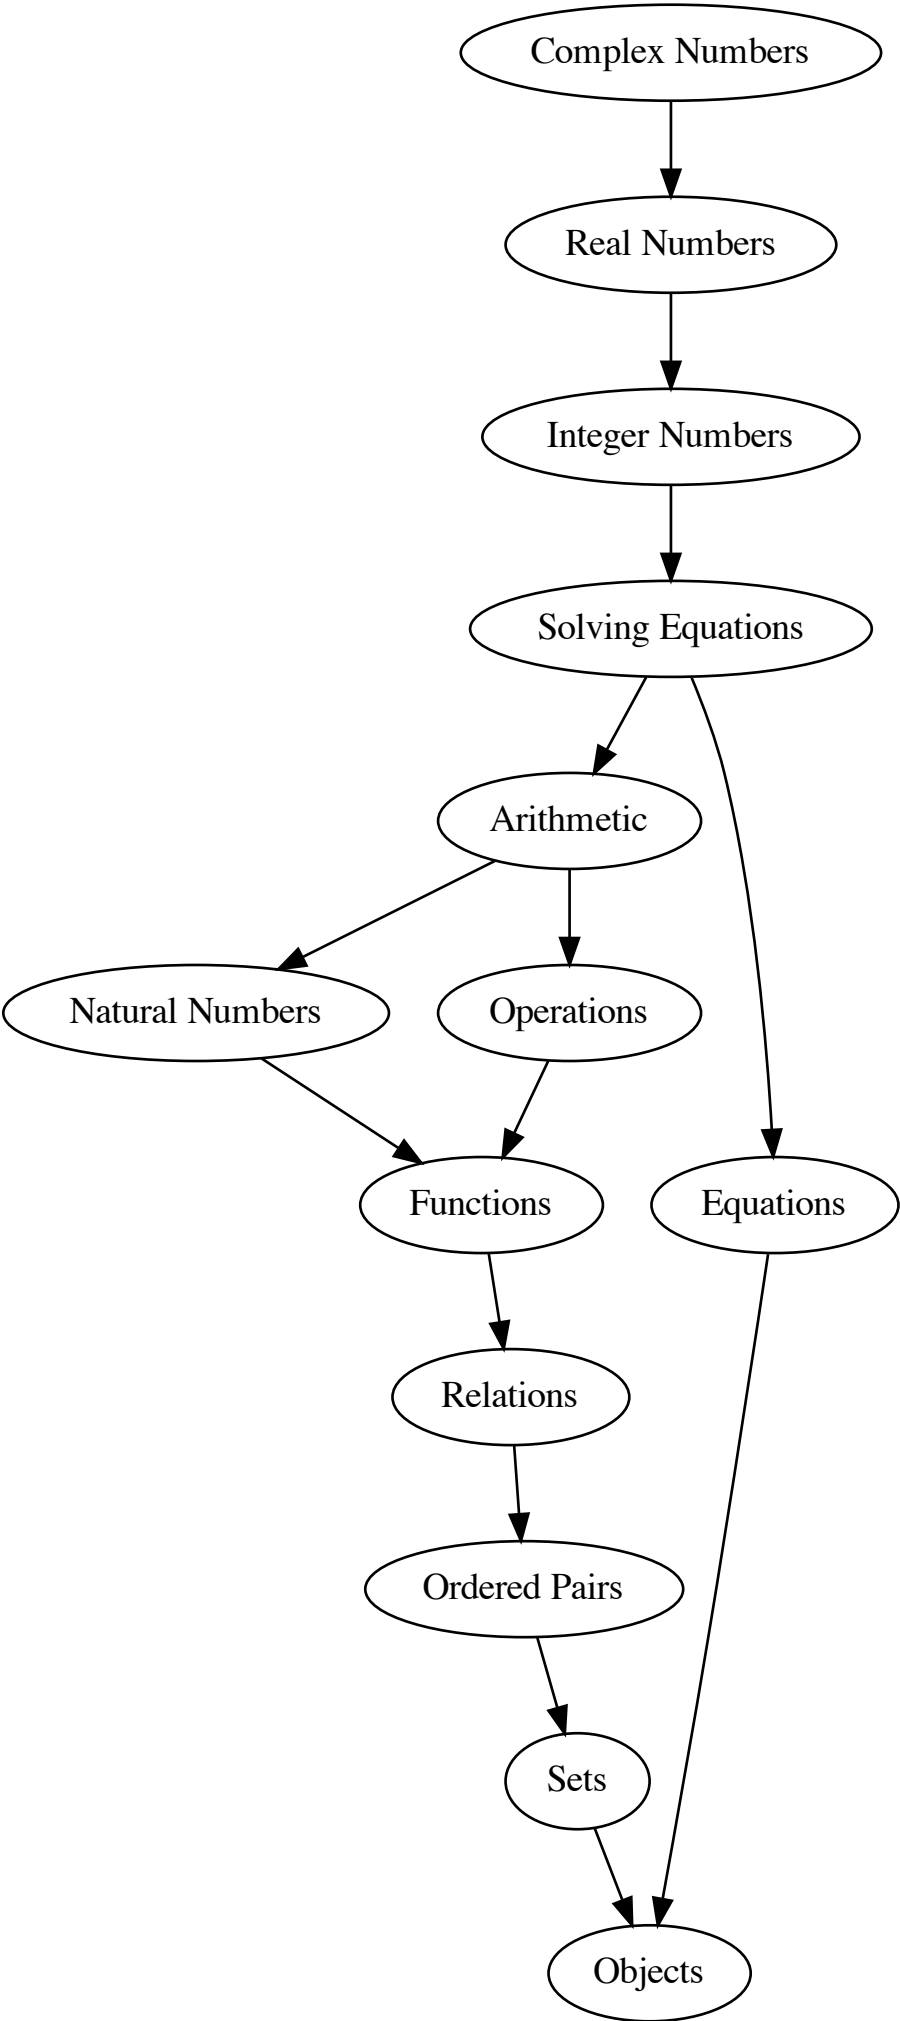 Complex Numbers
Real Numbers
Integer Numbers
Solving Equations
Arithmetic
Natural Numbers
Operations
Functions
Equations
Relations
Ordered Pairs
Sets
Objects